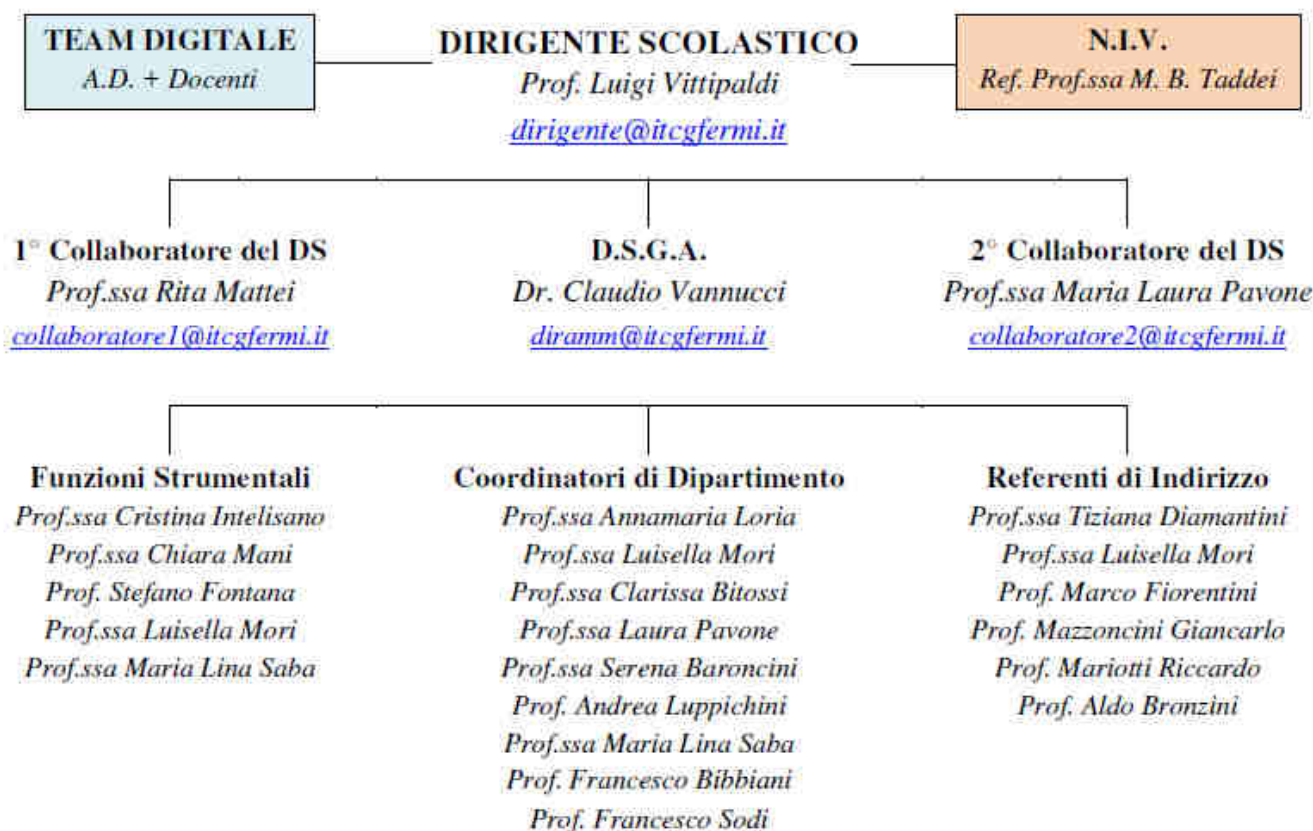 TEAM DIGITALE
A.D. + Docenti
DIRIGENTE SCOLASTICO
Prof. Luigi Vittipaldi
dirigente@itcgfermi.it
N.I.V.
Ref. Prof.ssa M. B. Taddei
1° Collaboratore del DS
Prof.ssa Rita Mattei
collaboratore1@itcgfermi.it
D.S.G.A.
Dr. Claudio Vannucci
diramm@itcgfermi.it
2° Collaboratore del DS
Prof.ssa Maria Laura Pavone
collaboratore2@itcgfermi.it
Funzioni Strumentali
Prof.ssa Cristina Intelisano
Prof.ssa Chiara Mani
Prof. Stefano Fontana
Prof.ssa Luisella Mori
Prof.ssa Maria Lina Saba
Coordinatori di Dipartimento
Prof.ssa Annamaria Loria
Prof.ssa Luisella Mori
Prof.ssa Clarissa Bitossi
Prof.ssa Laura Pavone
Prof.ssa Serena Baroncini
Prof. Andrea Luppichini
Prof.ssa Maria Lina Saba
Prof. Francesco Bibbiani
Prof. Francesco Sodi
Referenti di Indirizzo
Prof.ssa Tiziana Diamantini
Prof.ssa Luisella Mori
Prof. Marco Fiorentini
Prof. Mazzoncini Giancarlo
Prof. Mariotti Riccardo
Prof. Aldo Bronzini